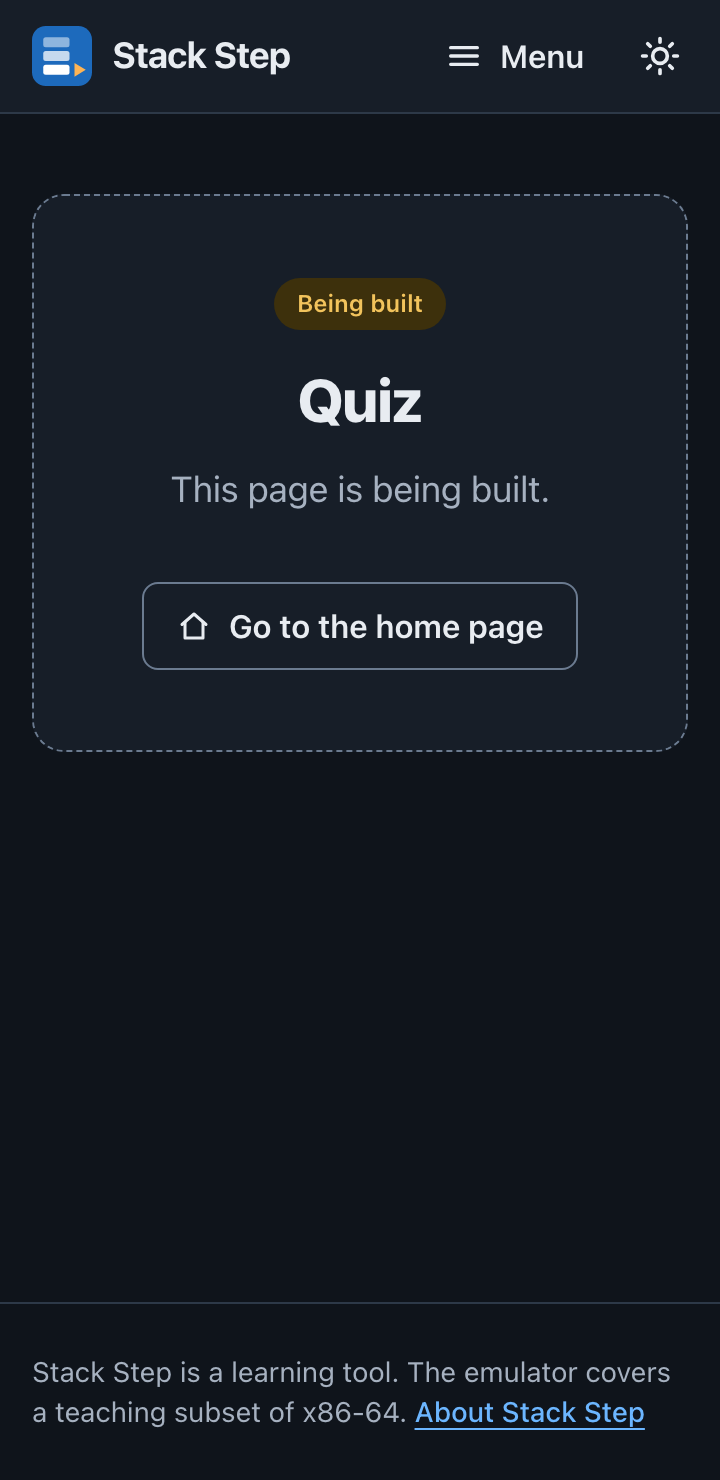 Stack Step
Menu
Being built
Quiz
This page is being built.
Go to the home page
Stack Step is a learning tool. The emulator covers
a teaching subset of x86-64. About Stack Step